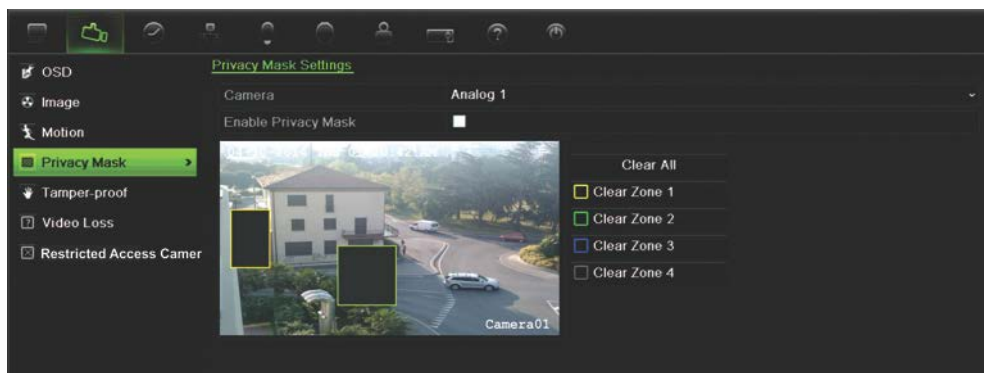 OSD
Image
Motion
Privacy Mask
Tamper-proof
Video Loss
Restricted Access Camer
Privacy Mask Settings
Camera Analog 1
Enable Privacy Mask
Camera01
Clear All
Clear Zone 1
Clear Zone 2
Clear Zone 3
Clear Zone 4